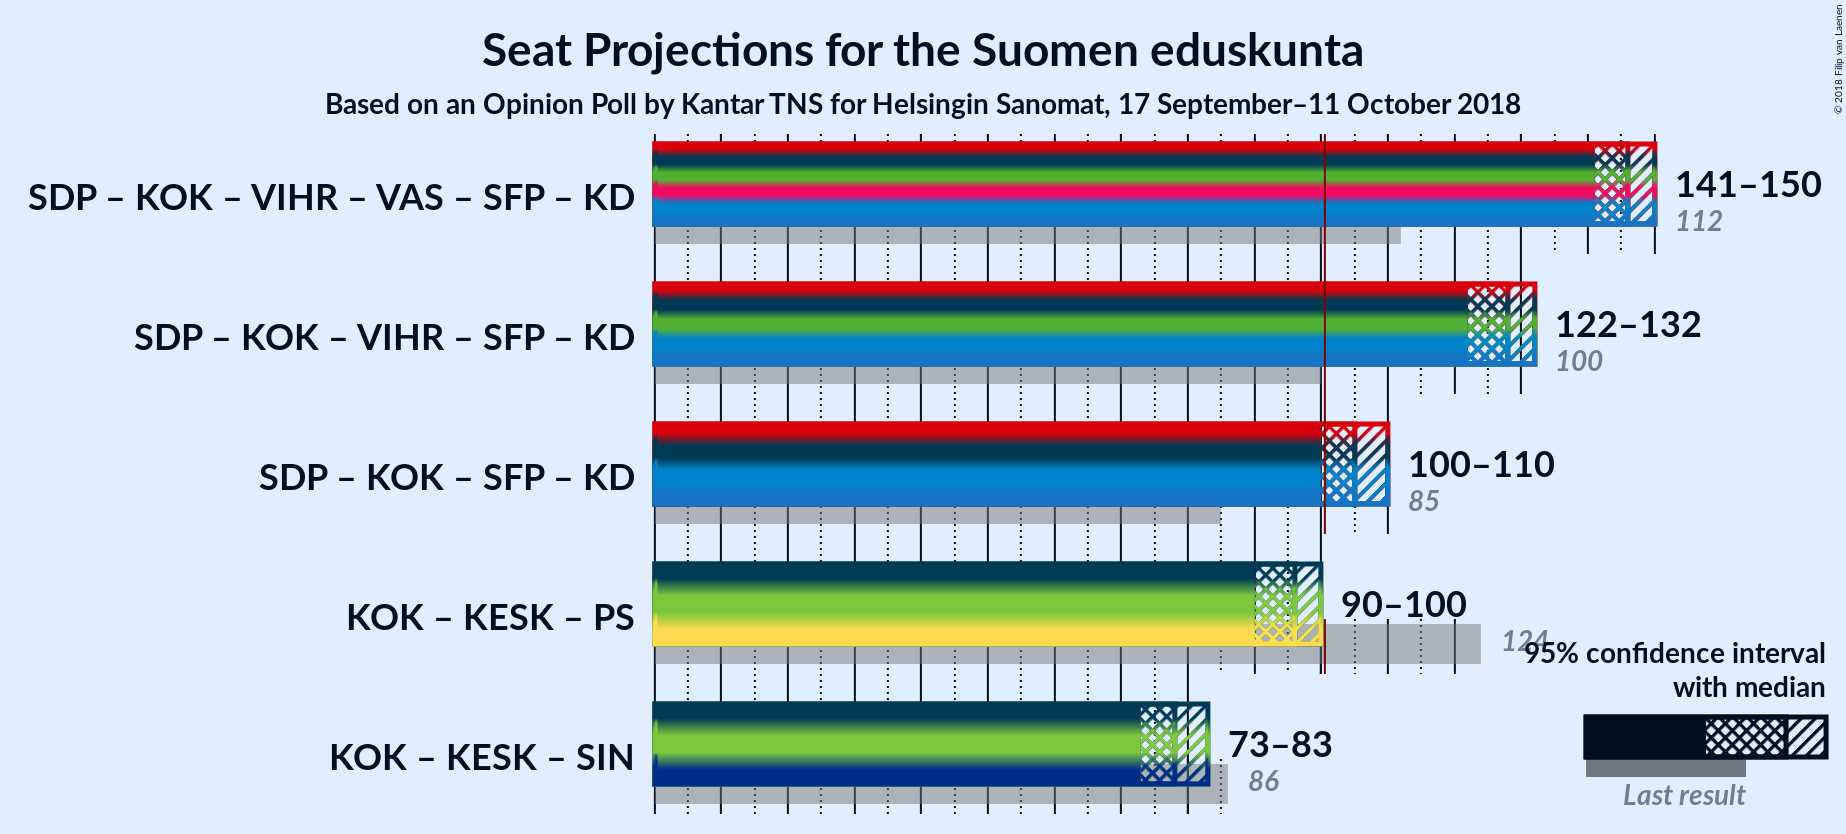 Seat Projections for the Suomen eduskunta
Based on an Opinion Poll by Kantar TNS for Helsingin Sanomat, 17 September–11 October 2018
© 2018 Filip van Laenen
SDP – KOK – VIHR – VAS – SFP – KD
141–150
112
SDP – KOK – VIHR – SFP – KD
122–132
100
SDP – KOK – SFP – KD
100–110
85
KOK – KESK – PS
90–100
124
KOK – KESK – SIN
73–83
86
95% confidence interval
with median
Last result